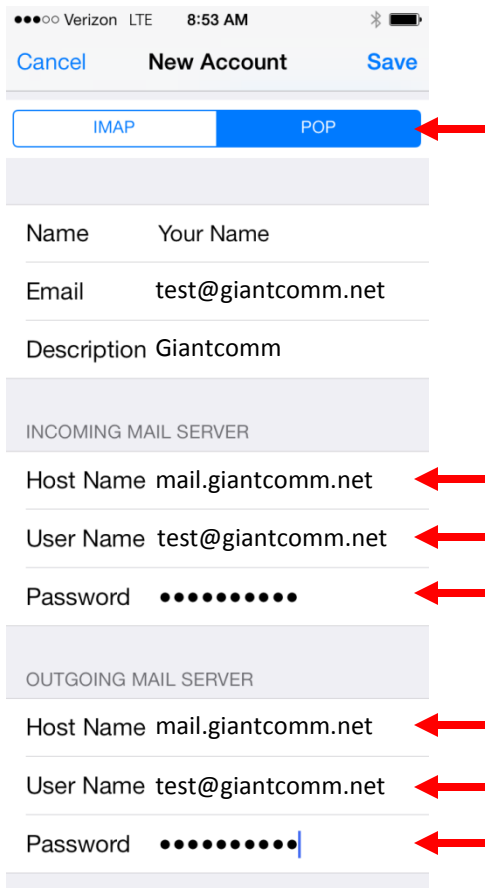 Verizon LTE 8:53 AM
Cancel New Account Save
IMAP POP
Name Your Name
Email test@giantcomm.net
Description Giantcomm
INCOMING MAIL SERVER
Host Name mail.giantcomm.net
User Name test@giantcomm.net
Password ●●●●●●●●●●
OUTGOING MAIL SERVER
Host Name mail.giantcomm.net
User Name test@giantcomm.net
Password ●●●●●●●●●●